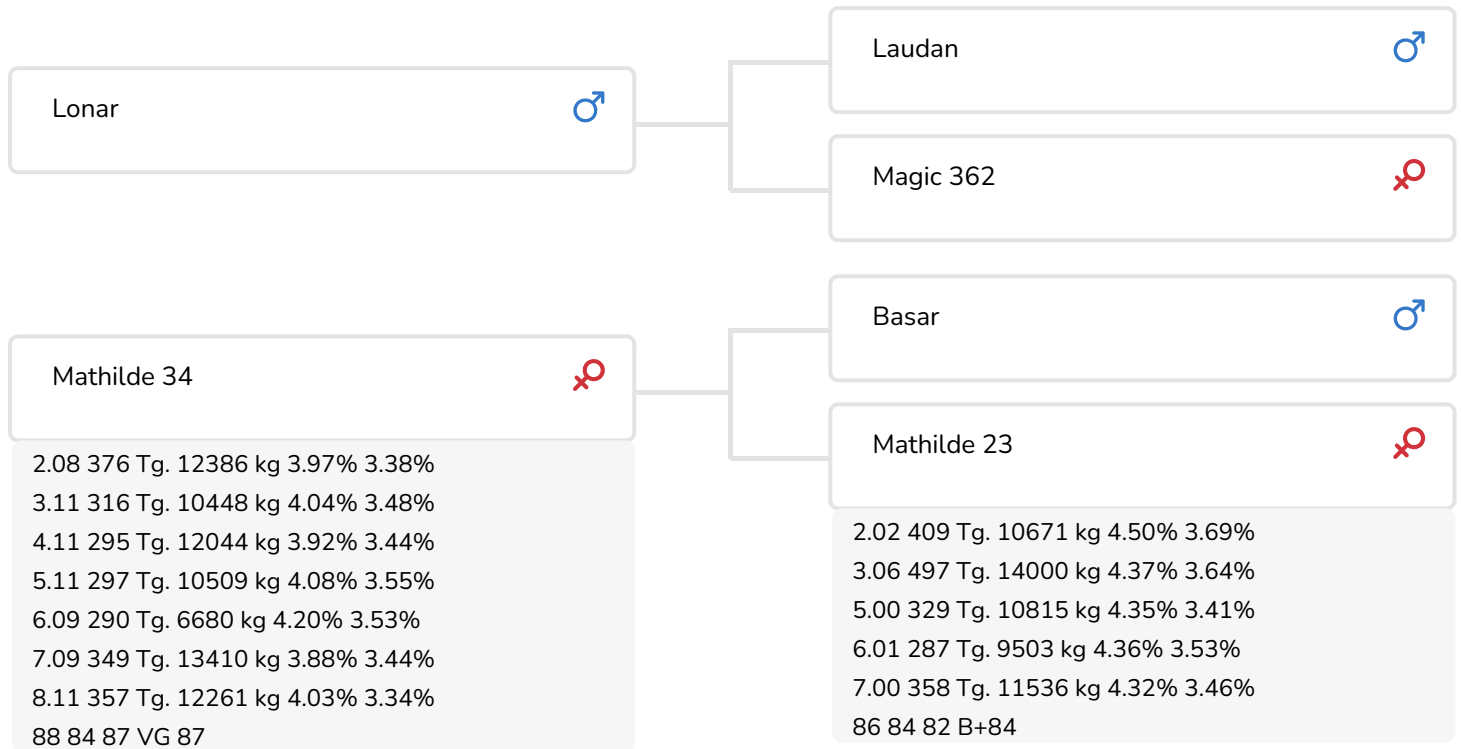 Lonar
Laudan
Magic 362
Mathilde 34
2.08 376 Tg. 12386 kg 3.97% 3.38%
3.11 316 Tg. 10448 kg 4.04% 3.48%
4.11 295 Tg. 12044 kg 3.92% 3.44%
5.11 297 Tg. 10509 kg 4.08% 3.55%
6.09 290 Tg. 6680 kg 4.20% 3.53%
7.09 349 Tg. 13410 kg 3.88% 3.44%
8.11 357 Tg. 12261 kg 4.03% 3.34%
88 84 87 VG 87
Basar
Mathilde 23
2.02 409 Tg. 10671 kg 4.50% 3.69%
3.06 497 Tg. 14000 kg 4.37% 3.64%
5.00 329 Tg. 10815 kg 4.35% 3.41%
6.01 287 Tg. 9503 kg 4.36% 3.53%
7.00 358 Tg. 11536 kg 4.32% 3.46%
86 84 82 B+84